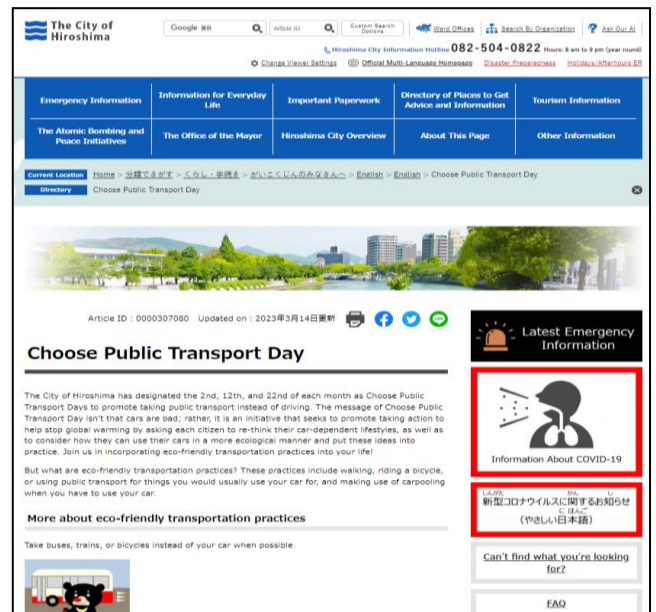 The City of
Hiroshima
Google 検索
Article ID
Custom Search
Options
Ward Offices
Search By Organization
Ask Our AI
Hiroshima City Information Hotline 082-504-0822 Hours: 8 am to 9 pm (year round)
Change Viewer Settings
Official Multi-Language Homepage
Disaster Preparedness
Holidays/Afterhours ER
Emergency Information
Information for Everyday
Life
Important Paperwork
Directory of Places to Get
Advice and Information
Tourism Information
The Atomic Bombing and
Peace Initiatives
The Office of the Mayor
Hiroshima City Overview
About This Page
Other Information
Current Location Home > 分類でさがす > くらし・手続き > がいこくじんのみなさんへ > English > English > Choose Public Transport Day
Directory Choose Public Transport Day
Article ID : 0000307080 Updated on : 2023年3月14日更新
Choose Public Transport Day
The City of Hiroshima has designated the 2nd, 12th, and 22nd of each month as Choose Public
Transport Days to promote taking public transport instead of driving. The message of Choose Public
Transport Day isn't that cars are bad; rather, it is an initiative that seeks to promote taking action to
help stop global warming by asking each citizen to re-think their car-dependent lifestyles, as well as
to consider how they can use their cars in a more ecological manner and put these ideas into
practice. Join us in incorporating eco-friendly transportation practices into your life!
But what are eco-friendly transportation practices? These practices include walking, riding a bicycle,
or using public transport for things you would usually use your car for, and making use of carpooling
when you have to use your car.
More about eco-friendly transportation practices
Take buses, trains, or bicycles instead of your car when possible.
Latest Emergency
Information
Information About COVID-19
しんがた かん し
新型コロナウイルスに関するお知らせ
にほんご
(やさしい日本語)
Can't find what you're looking
for?
FAQ